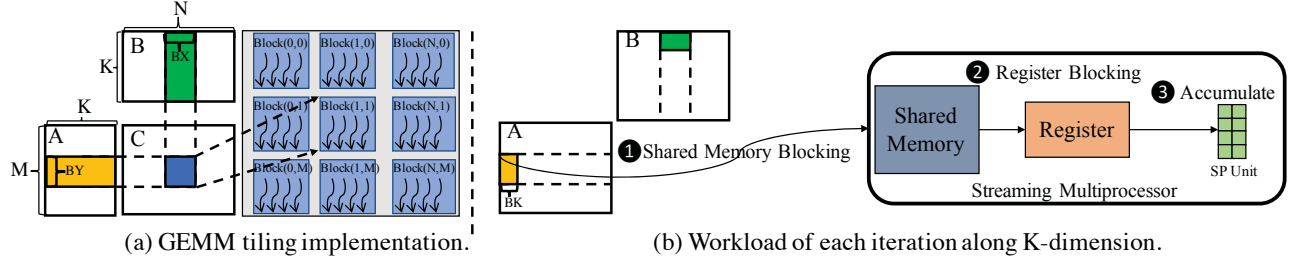 N
B
K
BX
K
A
M
BY
C
Block(0,0) Block(1,0) Block(N,0)
Block(0,1) Block(1,1) Block(N,1)
Block(0,M) Block(1,M) Block(N,M)
(a) GEMM tiling implementation.
B
A
BK
1 Shared Memory Blocking
2 Register Blocking
3 Accumulate
Shared
Memory
Register
SP Unit
Streaming Multiprocessor
(b) Workload of each iteration along K-dimension.